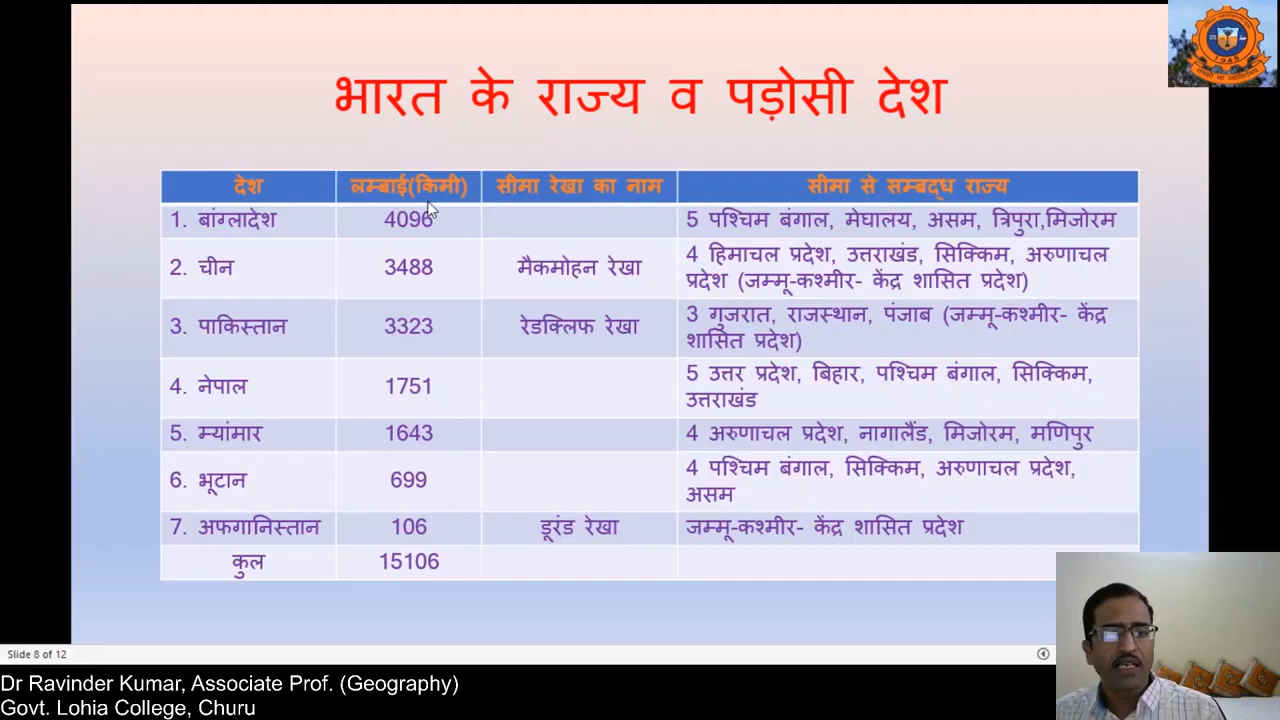 भारत के राज्य व पड़ोसी देश
देश लम्बाई(किमी) सीमा रेखा का नाम सीमा से सम्बद्ध राज्य
1. बांग्लादेश 4096 5 पश्चिम बंगाल, मेघालय, असम, त्रिपुरा,मिजोरम
2. चीन 3488 मैकमोहन रेखा 4 हिमाचल प्रदेश, उत्तराखंड, सिक्किम, अरुणाचल
प्रदेश (जम्मू-कश्मीर- केंद्र शासित प्रदेश)
3. पाकिस्तान 3323 रेडक्लिफ रेखा 3 गुजरात, राजस्थान, पंजाब (जम्मू-कश्मीर- केंद्र
शासित प्रदेश)
4. नेपाल 1751 5 उत्तर प्रदेश, बिहार, पश्चिम बंगाल, सिक्किम,
उत्तराखंड
5. म्यांमार 1643 4 अरुणाचल प्रदेश, नागालैंड, मिजोरम, मणिपुर
6. भूटान 699 4 पश्चिम बंगाल, सिक्किम, अरुणाचल प्रदेश,
असम
7. अफगानिस्तान 106 डूरंड रेखा जम्मू-कश्मीर- केंद्र शासित प्रदेश
कुल 15106
Slide 8 of 12
Dr Ravinder Kumar, Associate Prof. (Geography)
Govt. Lohia College, Churu